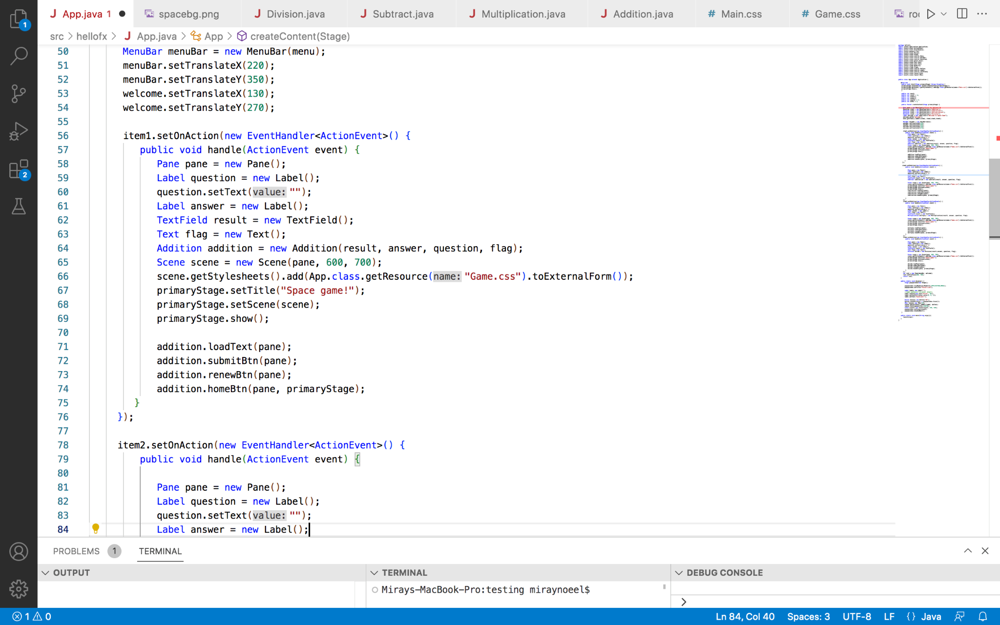 App.java 1
spacebg.png
Division.java
Subtract.java
Multiplication.java
Addition.java
# Main.css
# Game.css
src > hellofx > App.java > App > createContent(Stage)
50 MenuBar menuBar = new MenuBar(menu);
51 menuBar.setTranslateX(220);
52 menuBar.setTranslateY(350);
53 welcome.setTranslateX(130);
54 welcome.setTranslateY(270);
55
56 item1.setOnAction(new EventHandler<ActionEvent>() {
57 public void handle(ActionEvent event) {
58 Pane pane = new Pane();
59 Label question = new Label();
60 question.setText(value: "");
61 Label answer = new Label();
62 TextField result = new TextField();
63 Text flag = new Text();
64 Addition addition = new Addition(result, answer, question, flag);
65 Scene scene = new Scene(pane, 600, 700);
66 scene.getStylesheets().add(App.class.getResource(name: "Game.css").toExternalForm());
67 primaryStage.setTitle("Space game!");
68 primaryStage.setScene(scene);
69 primaryStage.show();
70
71 addition.loadText(pane);
72 addition.submitBtn(pane);
73 addition.renewBtn(pane);
74 addition.homeBtn(pane, primaryStage);
75 }
76 });
77
78 item2.setOnAction(new EventHandler<ActionEvent>() {
79 public void handle(ActionEvent event) {
80
81 Pane pane = new Pane();
82 Label question = new Label();
83 question.setText(value: "");
84 Label answer = new Label();
1
2
PROBLEMS 1 TERMINAL
OUTPUT
TERMINAL
DEBUG CONSOLE
Mirays-MacBook-Pro:testing miraynoeel$
>
1 0
Ln 84, Col 40 Spaces: 3 UTF-8 LF {} Java